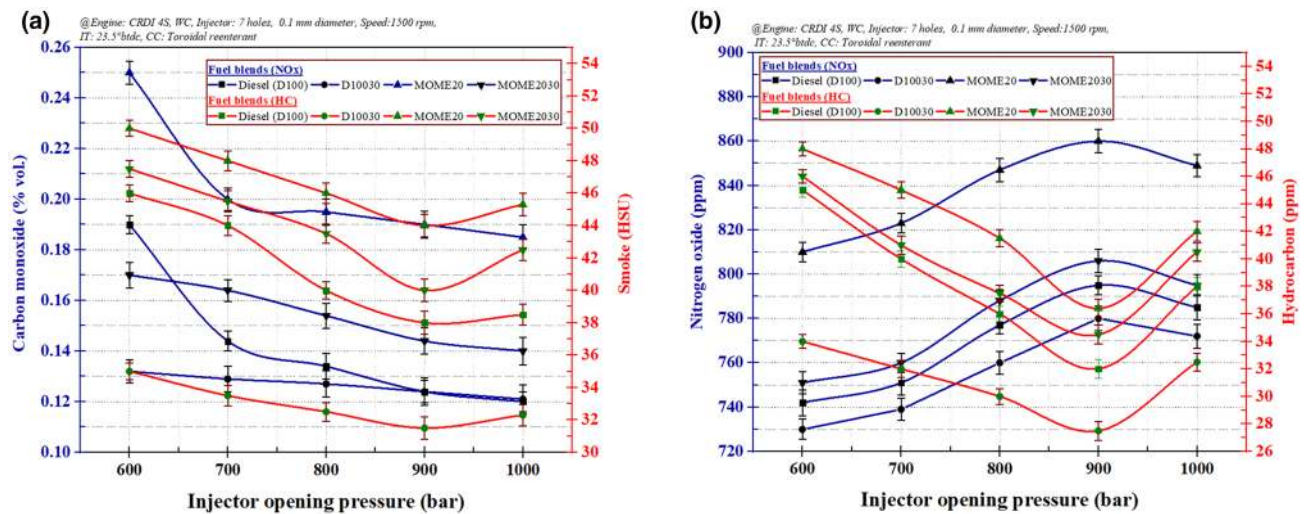 (a)
@Engine: CRDI 4S, WC, Injector: 7 holes, 0.1 mm diameter, Speed:1500 rpm,
IT: 23.5°btdc, CC: Toroidal reenterant
Fuel blends (NOx)
Diesel (D100) D10030 MOME20 MOME2030
Fuel blends (HC)
Diesel (D100) D10030 MOME20 MOME2030
Carbon monoxide (% vol.)
0.26
0.24
0.22
0.20
0.18
0.16
0.14
0.12
0.10
Smoke (HSU)
54
52
50
48
46
44
42
40
38
36
34
32
30
600 700 800 900 1000
Injector opening pressure (bar)
(b)
@Engine: CRDI 4S, WC, Injector: 7 holes, 0.1 mm diameter, Speed:1500 rpm,
IT: 23.5°btdc, CC: Toroidal reenterant
Fuel blends (NOx)
Diesel (D100) D10030 MOME20 MOME2030
Fuel blends (HC)
Diesel (D100) D10030 MOME20 MOME2030
Nitrogen oxide (ppm)
900
880
860
840
820
800
780
760
740
720
Hydrocarbon (ppm)
54
52
50
48
46
44
42
40
38
36
34
32
30
28
26
600 700 800 900 1000
Injector opening pressure (bar)